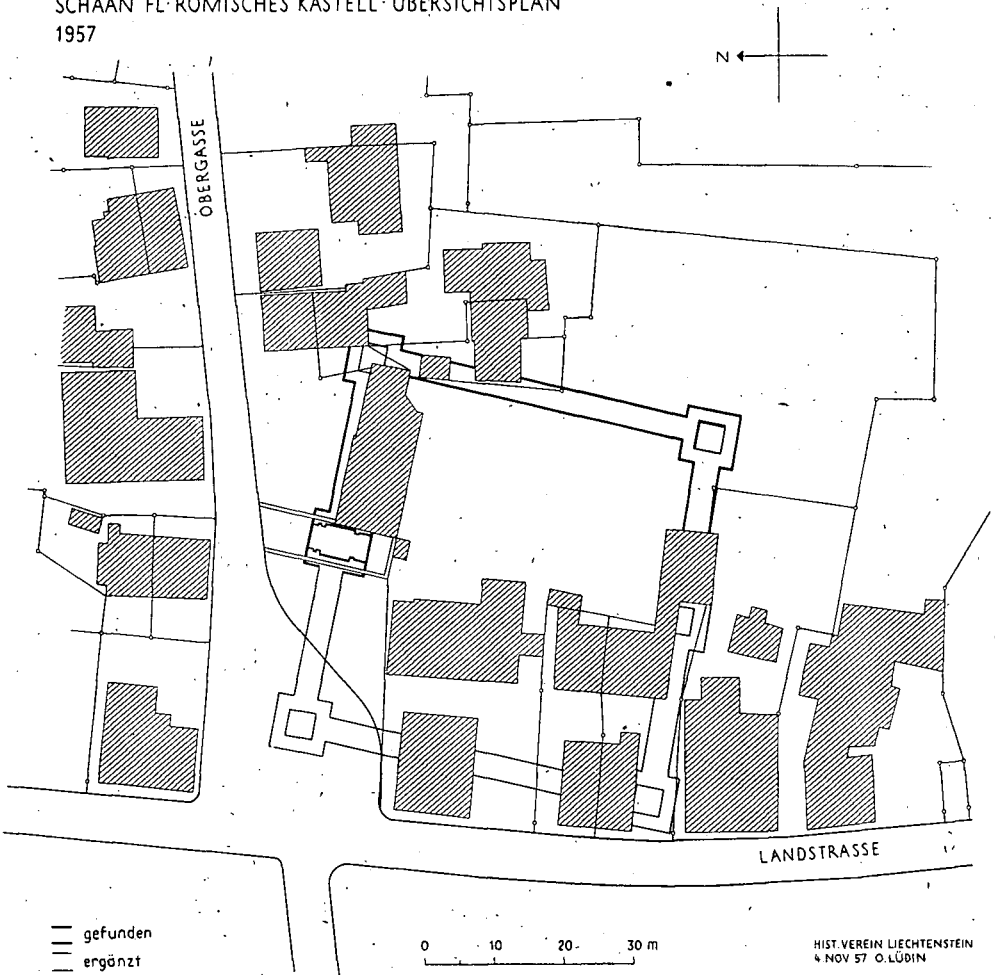 SCHAAN FL·RÖMISCHES KASTELL·ÜBERSICHTSPLAN
1957
N
OBERGASSE
LANDSTRASSE
gefunden
ergänzt
0 10 20 30 m
HIST. VEREIN LIECHTENSTEIN
4. NOV 57 O. LÜDIN